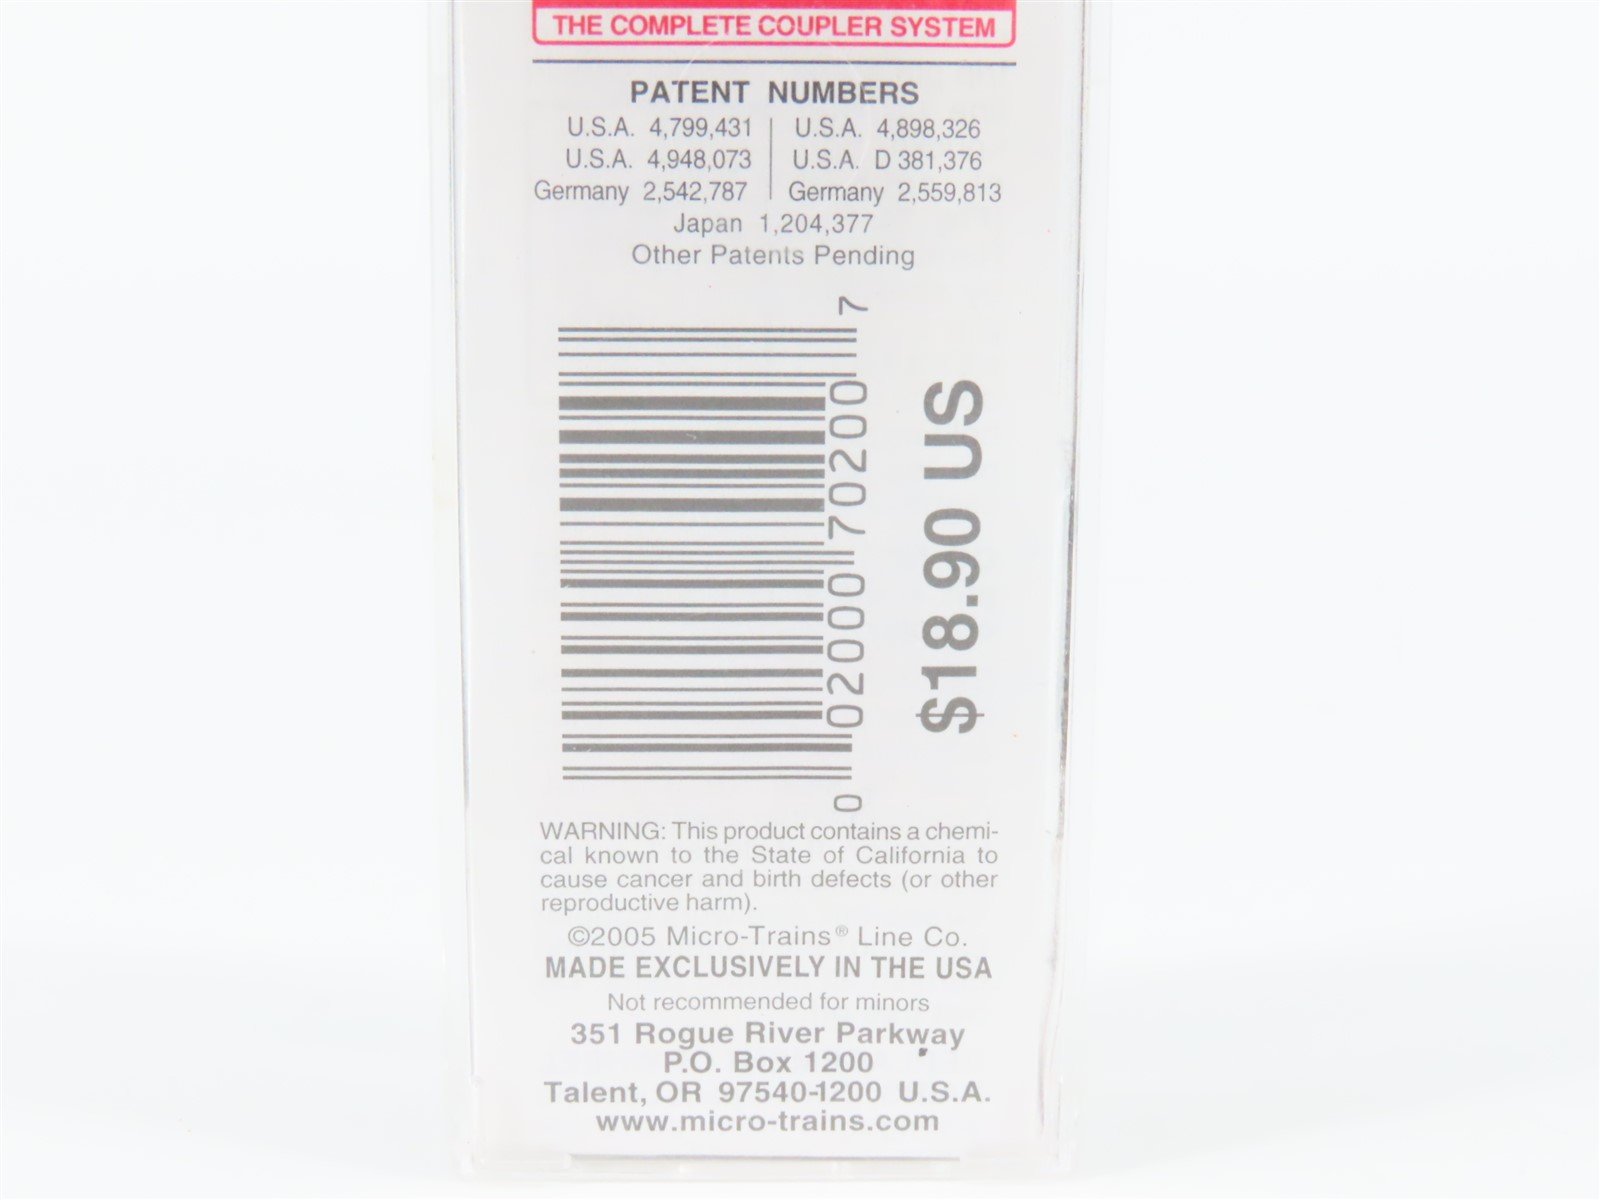 THE COMPLETE COUPLER SYSTEM
PATENT NUMBERS
U.S.A. 4,799,431 | U.S.A. 4,898,326
U.S.A. 4,948,073 | U.S.A. D 381,376
Germany 2,542,787 | Germany 2,559,813
Japan 1,204,377
Other Patents Pending
0 02000 70200 7
$18.90 US
WARNING: This product contains a chemi-
cal known to the State of California to
cause cancer and birth defects (or other
reproductive harm).
©2005 Micro-Trains® Line Co.
MADE EXCLUSIVELY IN THE USA
Not recommended for minors
351 Rogue River Parkway
P.O. Box 1200
Talent, OR 97540-1200 U.S.A.
www.micro-trains.com